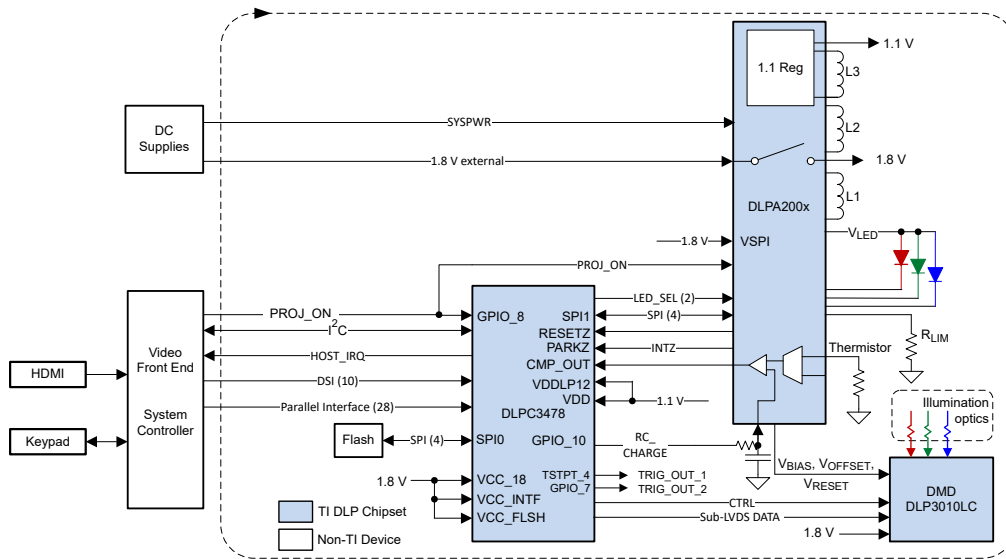 1.1 V
1.1 Reg
L3
DC
Supplies
SYSPWR
L2
1.8 V external
1.8 V
L1
DLPA200x
VLED
1.8 V
VSPI
PROJ_ON
LED_SEL (2)
PROJ_ON
GPIO_8
SPI1
SPI (4)
I2C
RESETZ
RLIM
Video
Front End
HOST_IRQ
PARKZ
INTZ
Thermistor
HDMI
CMP_OUT
DSI (10)
VDDLP12
System
Controller
Parallel Interface (28)
VDD
1.1 V
DLPC3478
Illumination
optics
Keypad
Flash
SPI (4)
SPI0
GPIO_10
RC_
CHARGE
VBIAS, VOFFSET,
VRESET
1.8 V
VCC_18
TSTPT_4
TRIG_OUT_1
GPIO_7
TRIG_OUT_2
VCC_INTF
CTRL
DMD
DLP3010LC
TI DLP Chipset
VCC_FLSH
Sub-LVDS DATA
Non-TI Device
1.8 V